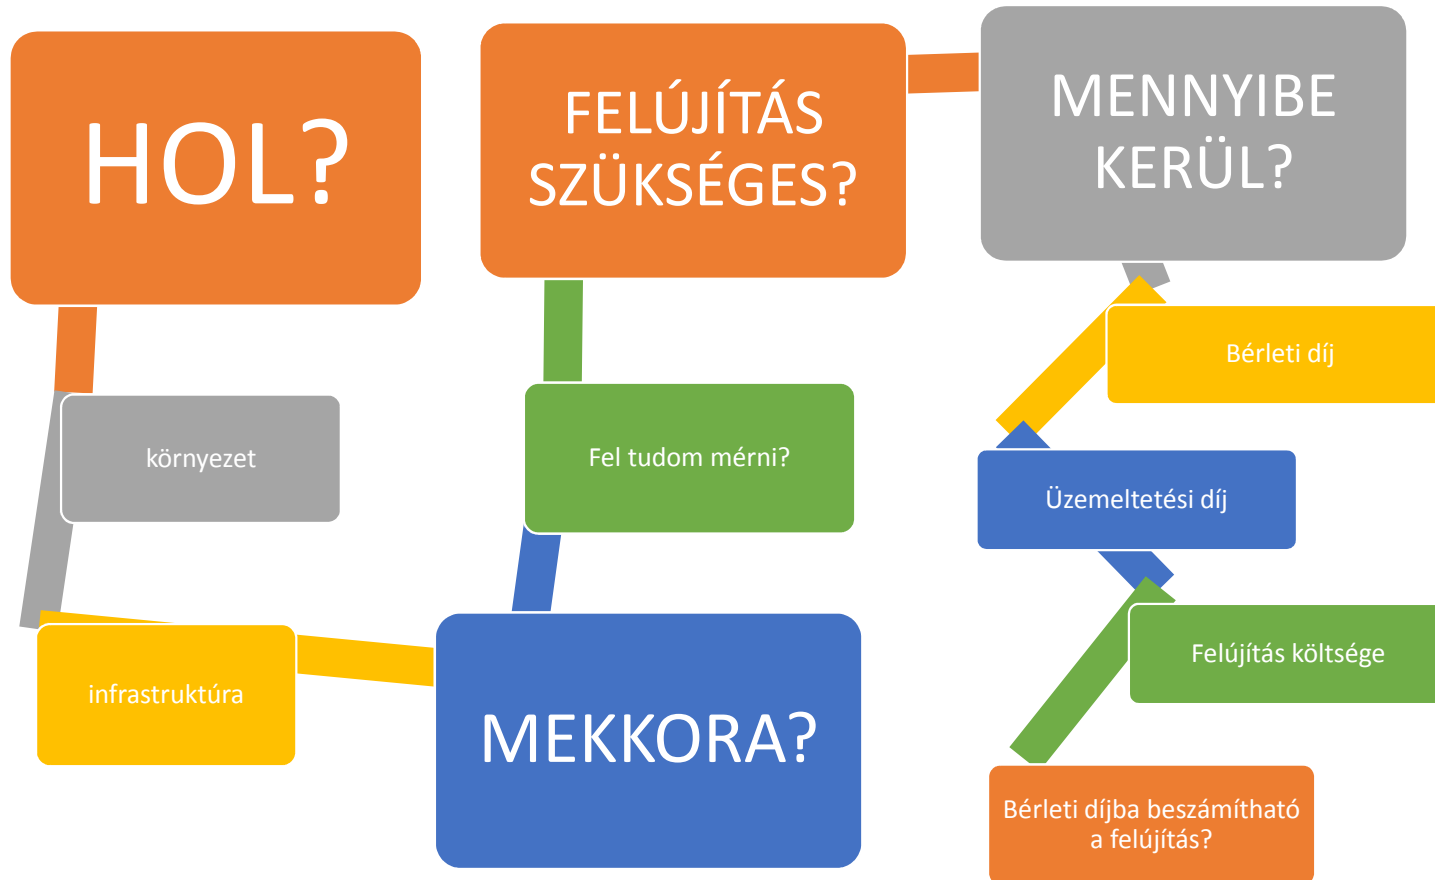 HOL?
környezet
infrastruktúra
MEKKORA?
Fel tudom mérni?
FELÚJÍTÁS
SZÜKSÉGES?
MENNYIBE
KERÜL?
Bérleti díj
Üzemeltetési díj
Felújítás költsége
Bérleti díjba beszámítható
a felújítás?